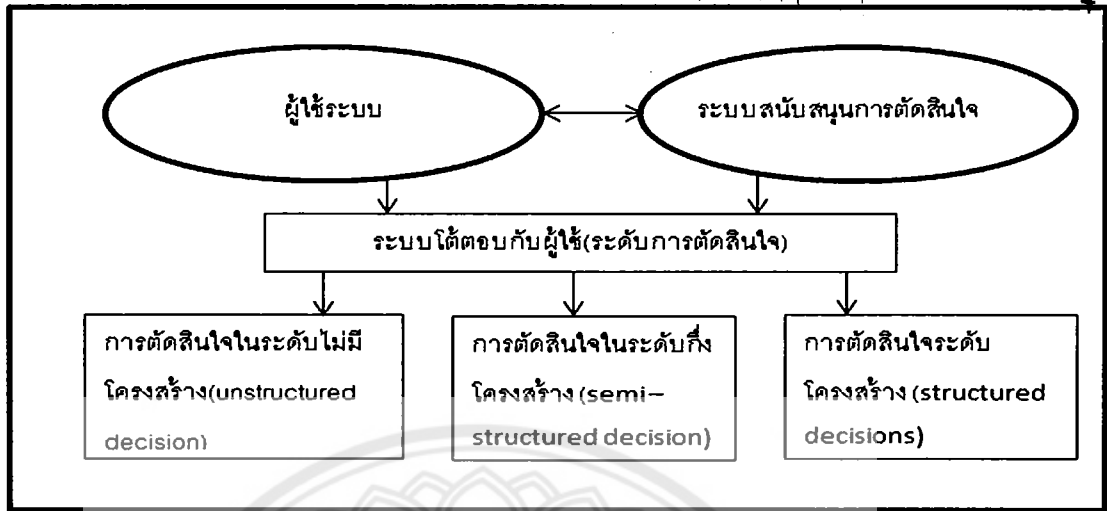 ผู้ใช้ระบบ
ระบบสนับสนุนการตัดสินใจ
ระบบโต้ตอบกับผู้ใช้(ระดับการตัดสินใจ)
การตัดสินใจในระดับไม่มี
โครงสร้าง(unstructured
decision)
การตัดสินใจในระดับกึ่ง
โครงสร้าง (semi–
structured decision)
การตัดสินใจระดับ
โครงสร้าง (structured
decisions)